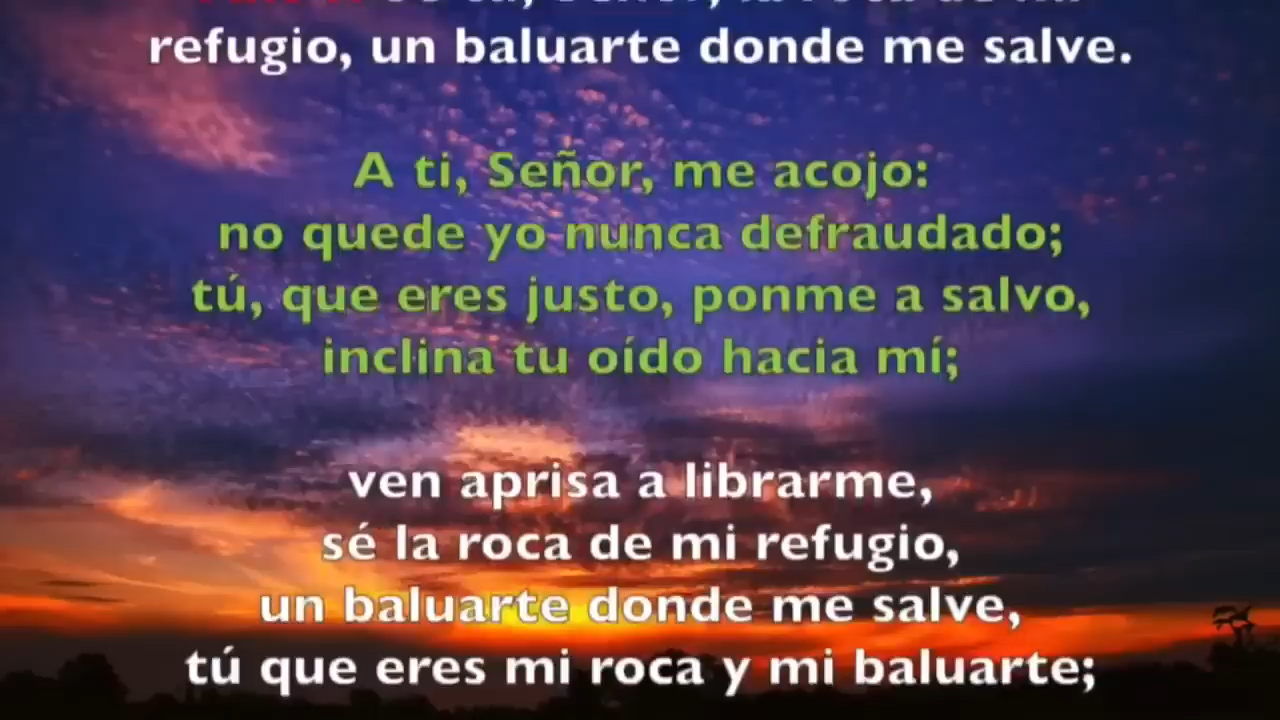 refugio, un baluarte donde me salve.
A ti, Señor, me acojo:
no quede yo nunca defraudado;
tú, que eres justo, ponme a salvo,
inclina tu oído hacia mí;
ven aprisa a librarme,
sé la roca de mi refugio,
un baluarte donde me salve,
tú que eres mi roca y mi baluarte;